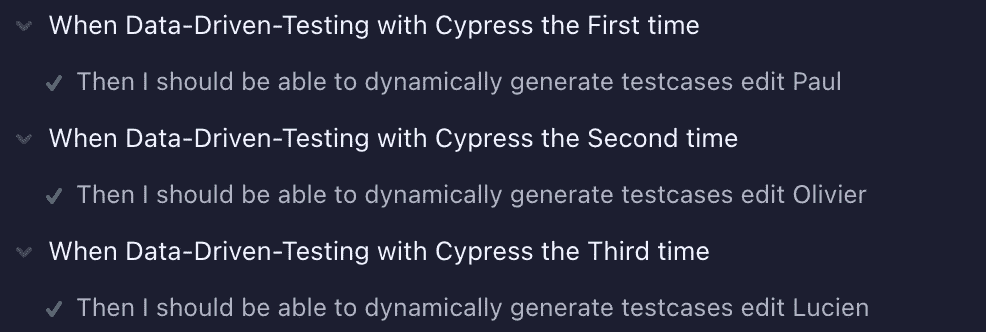 When Data-Driven-Testing with Cypress the First time
Then I should be able to dynamically generate testcases edit Paul
When Data-Driven-Testing with Cypress the Second time
Then I should be able to dynamically generate testcases edit Olivier
When Data-Driven-Testing with Cypress the Third time
Then I should be able to dynamically generate testcases edit Lucien